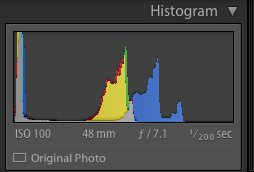 Histogram ▼
ISO 100 48 mm ƒ / 7.1 1/200 sec
Original Photo